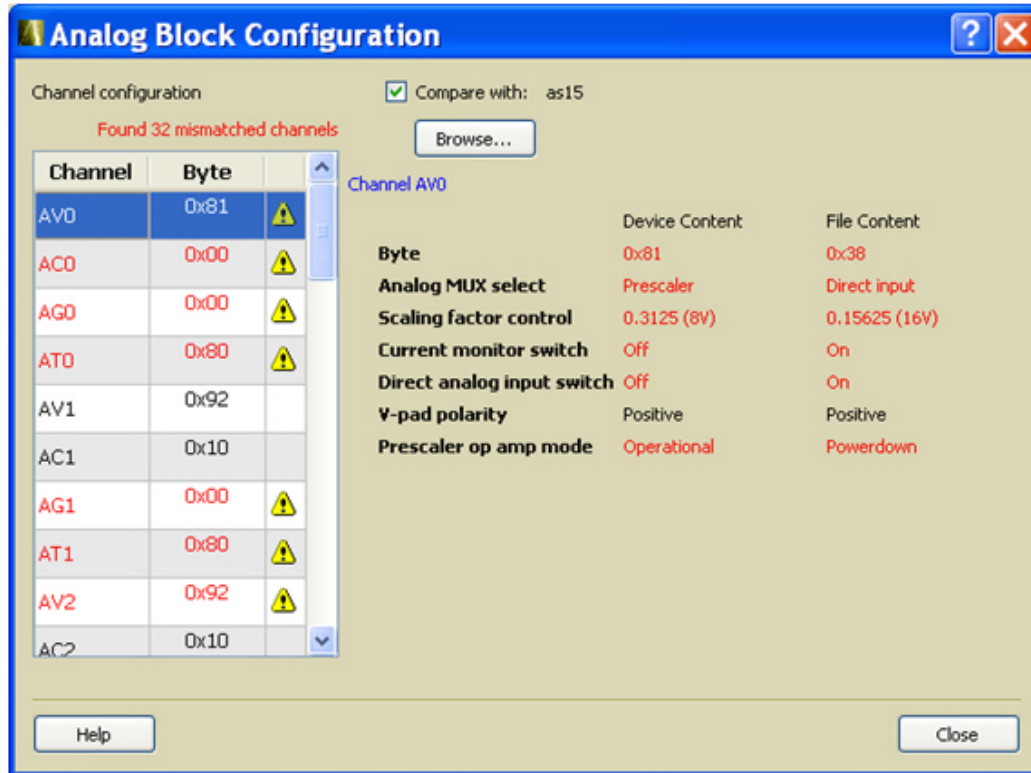 Analog Block Configuration
Channel configuration
Compare with: as15
Found 32 mismatched channels
Browse...
Channel Byte
AV0 0x81
AC0 0x00
AG0 0x00
AT0 0x80
AV1 0x92
AC1 0x10
AG1 0x00
AT1 0x80
AV2 0x92
AC2 0x10
Channel AV0
Device Content File Content
Byte 0x81 0x38
Analog MUX select Prescaler Direct input
Scaling factor control 0.3125 (8V) 0.15625 (16V)
Current monitor switch Off On
Direct analog input switch Off On
V-pad polarity Positive Positive
Prescaler op amp mode Operational Powerdown
Help
Close